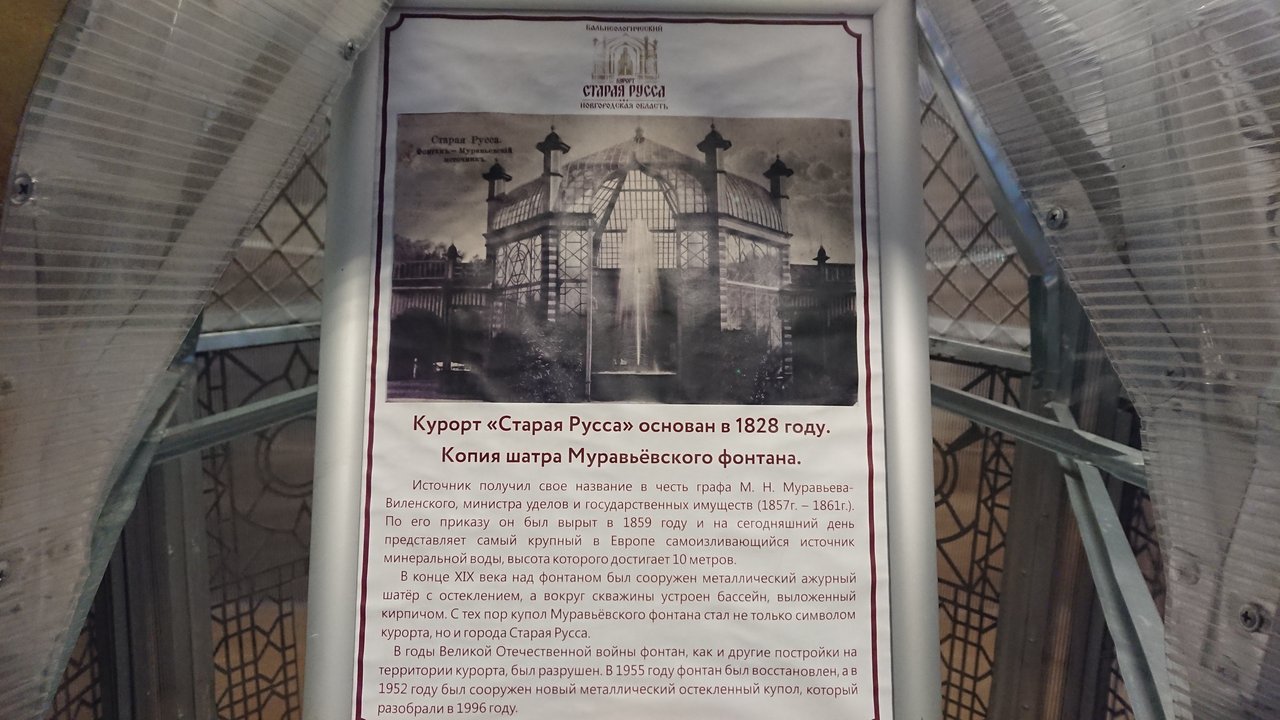 БАЛЬНЕОЛОГИЧЕСКИЙ
КУРОРТ
СТАРАЯ РУССА
НОВГОРОДСКАЯ ОБЛАСТЬ
Старая Русса.
Фонтанъ – Муравьевскій
источникъ.
Курорт «Старая Русса» основан в 1828 году.
Копия шатра Муравьёвского фонтана.
Источник получил свое название в честь графа М. Н. Муравьева-
Виленского, министра уделов и государственных имуществ (1857г. – 1861г.).
По его приказу он был вырыт в 1859 году и на сегодняшний день
представляет самый крупный в Европе самоизливающийся источник
минеральной воды, высота которого достигает 10 метров.
В конце XIX века над фонтаном был сооружен металлический ажурный
шатёр с остеклением, а вокруг скважины устроен бассейн, выложенный
кирпичом. С тех пор купол Муравьёвского фонтана стал не только символом
курорта, но и города Старая Русса.
В годы Великой Отечественной войны фонтан, как и другие постройки на
территории курорта, был разрушен. В 1955 году фонтан был восстановлен, а в
1952 году был сооружен новый металлический остекленный купол, который
разобрали в 1996 году.